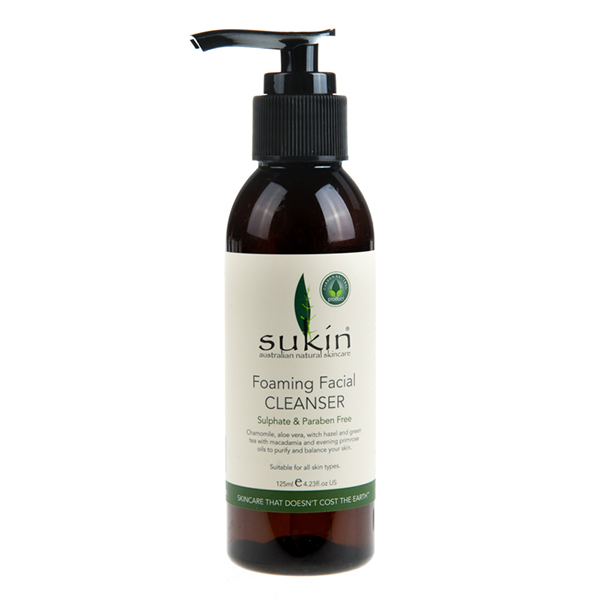 sukin®
australian natural skincare
Foaming Facial
CLEANSER
Sulphate & Paraben Free
Chamomile, aloe vera, witch hazel and green
tea with macadamia and evening primrose
oils to purify and balance your skin.
Suitable for all skin types.
125ml e 4.23fl.oz US
SKINCARE THAT DOESN'T COST THE EARTH™